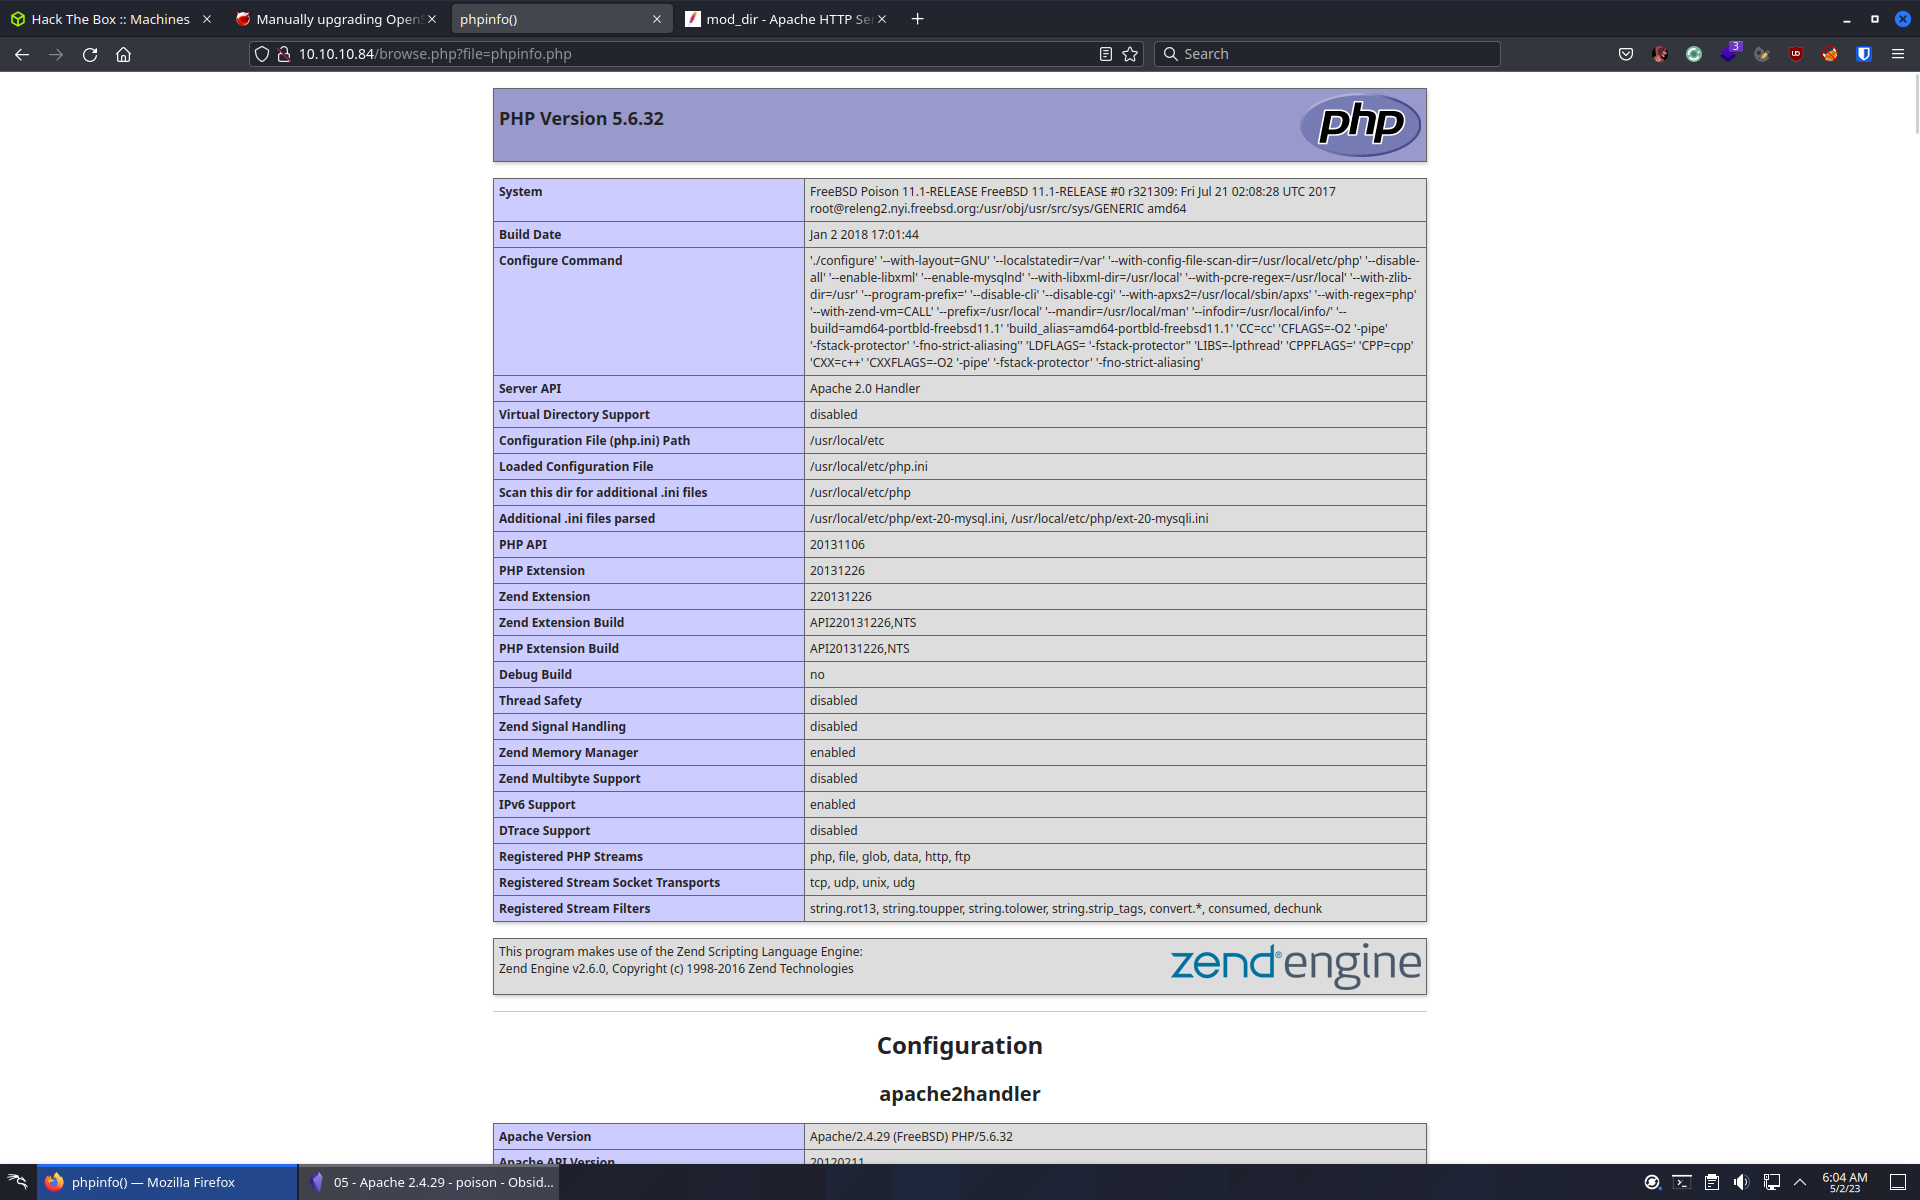 Hack The Box :: Machines
Manually upgrading Open
phpinfo()
mod_dir - Apache HTTP Se
10.10.10.84/browse.php?file=phpinfo.php
Search
3
PHP Version 5.6.32
php
System
FreeBSD Poison 11.1-RELEASE FreeBSD 11.1-RELEASE #0 r321309: Fri Jul 21 02:08:28 UTC 2017
root@releng2.nyi.freebsd.org:/usr/obj/usr/src/sys/GENERIC amd64
Build Date
Jan 2 2018 17:01:44
Configure Command
'./configure' '--with-layout=GNU' '--localstatedir=/var' '--with-config-file-scan-dir=/usr/local/etc/php' '--disable-
all' '--enable-libxml' '--enable-mysqlnd' '--with-libxml-dir=/usr/local' '--with-pcre-regex=/usr/local' '--with-zlib-
dir=/usr' '--program-prefix=' '--disable-cli' '--disable-cgi' '--with-apxs2=/usr/local/sbin/apxs' '--with-regex=php'
'--with-zend-vm=CALL' '--prefix=/usr/local' '--mandir=/usr/local/man' '--infodir=/usr/local/info/' '--
build=amd64-portbld-freebsd11.1' 'build_alias=amd64-portbld-freebsd11.1' 'CC=cc' 'CFLAGS=-O2 '-pipe'
'-fstack-protector' '-fno-strict-aliasing'' 'LDFLAGS= '-fstack-protector'' 'LIBS=-lpthread' 'CPPFLAGS=' 'CPP=cpp'
'CXX=c++' 'CXXFLAGS=-O2 '-pipe' '-fstack-protector' '-fno-strict-aliasing'
Server API
Apache 2.0 Handler
Virtual Directory Support
disabled
Configuration File (php.ini) Path
/usr/local/etc
Loaded Configuration File
/usr/local/etc/php.ini
Scan this dir for additional .ini files
/usr/local/etc/php
Additional .ini files parsed
/usr/local/etc/php/ext-20-mysql.ini, /usr/local/etc/php/ext-20-mysqli.ini
PHP API
20131106
PHP Extension
20131226
Zend Extension
220131226
Zend Extension Build
API220131226,NTS
PHP Extension Build
API20131226,NTS
Debug Build
no
Thread Safety
disabled
Zend Signal Handling
disabled
Zend Memory Manager
enabled
Zend Multibyte Support
disabled
IPv6 Support
enabled
DTrace Support
disabled
Registered PHP Streams
php, file, glob, data, http, ftp
Registered Stream Socket Transports
tcp, udp, unix, udg
Registered Stream Filters
string.rot13, string.toupper, string.tolower, string.strip_tags, convert.*, consumed, dechunk
This program makes use of the Zend Scripting Language Engine:
Zend Engine v2.6.0, Copyright (c) 1998-2016 Zend Technologies
zend® engine
Configuration
apache2handler
Apache Version
Apache/2.4.29 (FreeBSD) PHP/5.6.32
Apache API Version
20120211
phpinfo() — Mozilla Firefox
05 - Apache 2.4.29 - poison - Obsid...
6:04 AM
5/2/23